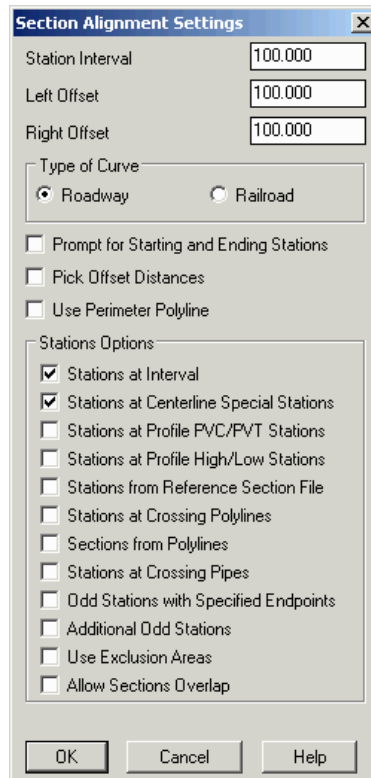 Section Alignment Settings
Station Interval 100.000
Left Offset 100.000
Right Offset 100.000
Type of Curve
Roadway Railroad
Prompt for Starting and Ending Stations
Pick Offset Distances
Use Perimeter Polyline
Stations Options
Stations at Interval
Stations at Centerline Special Stations
Stations at Profile PVC/PVT Stations
Stations at Profile High/Low Stations
Stations from Reference Section File
Stations at Crossing Polylines
Sections from Polylines
Stations at Crossing Pipes
Odd Stations with Specified Endpoints
Additional Odd Stations
Use Exclusion Areas
Allow Sections Overlap
OK Cancel Help